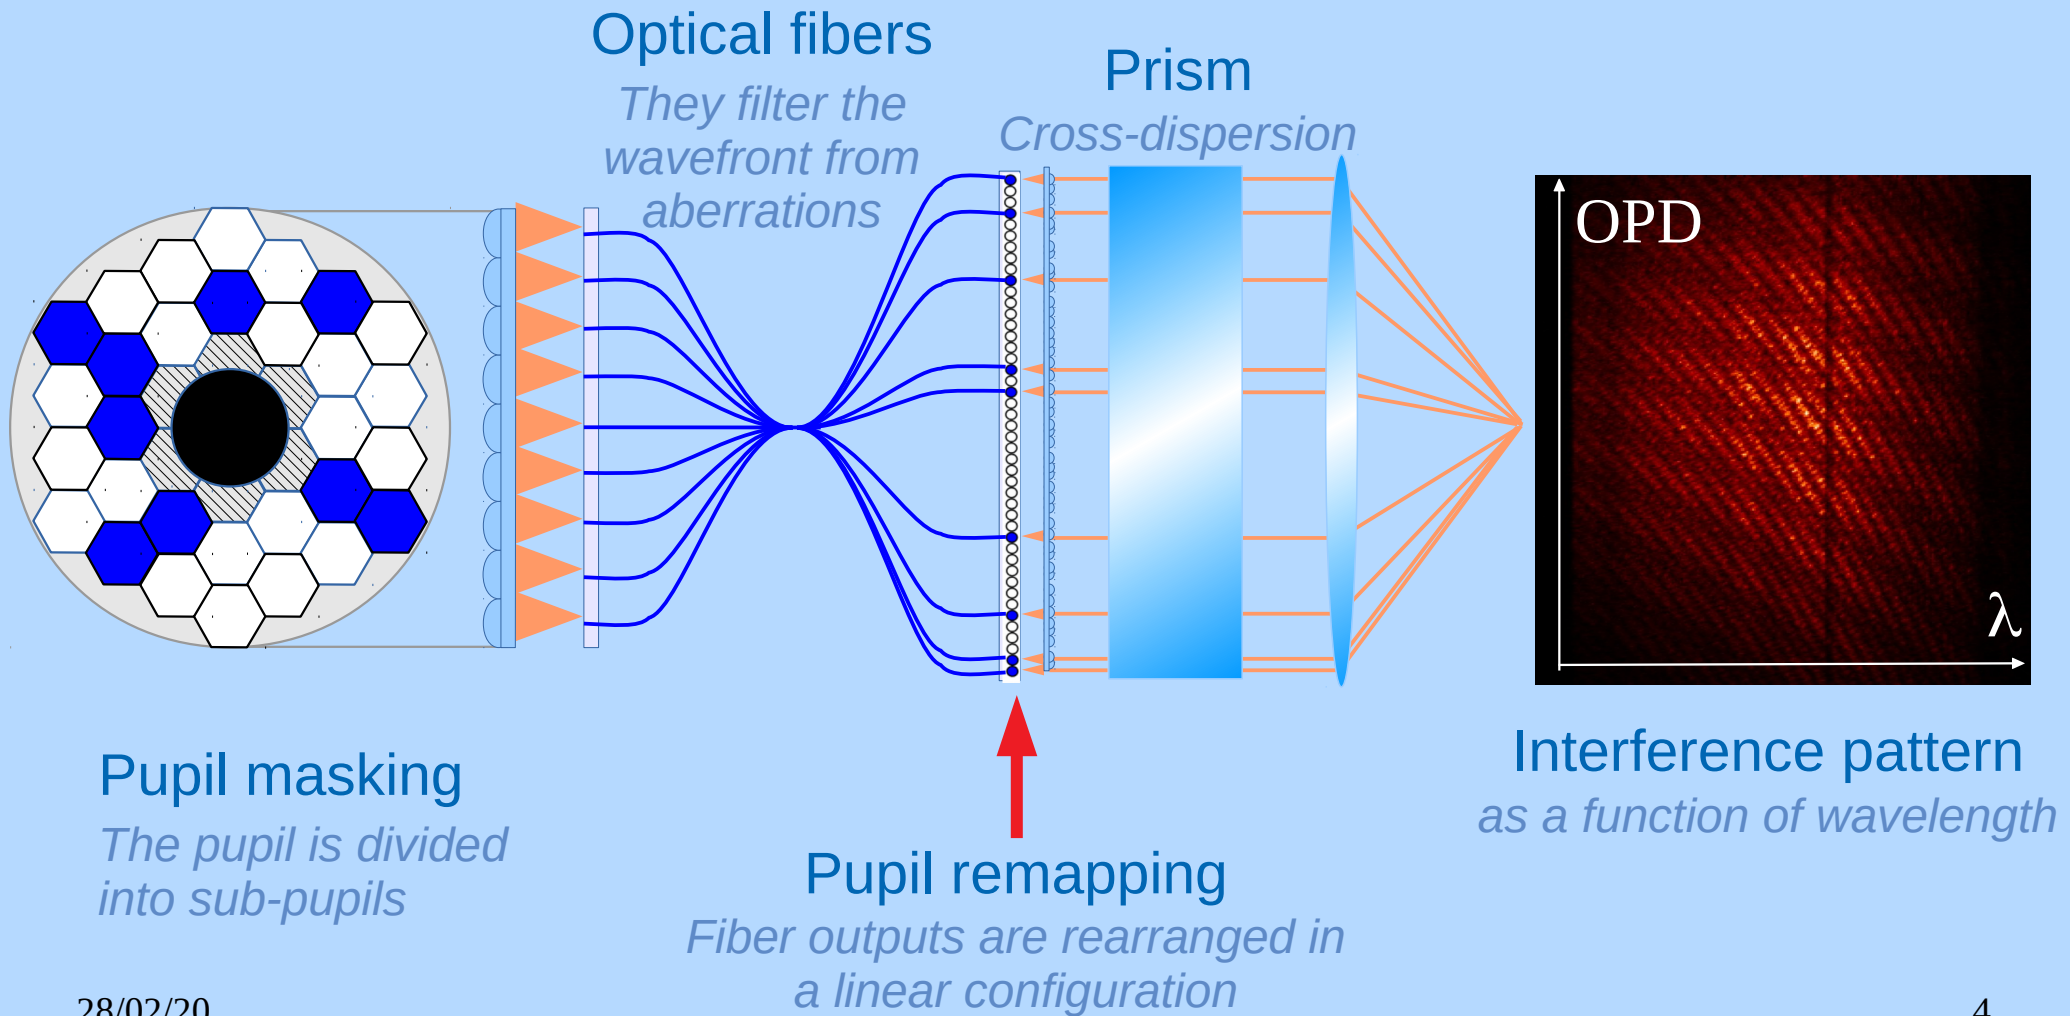 Optical fibers
They filter the
wavefront from
aberrations
Prism
Cross-dispersion
OPD
λ
Pupil masking
The pupil is divided
into sub-pupils
Pupil remapping
Fiber outputs are rearranged in
a linear configuration
Interference pattern
as a function of wavelength
28/02/20
4